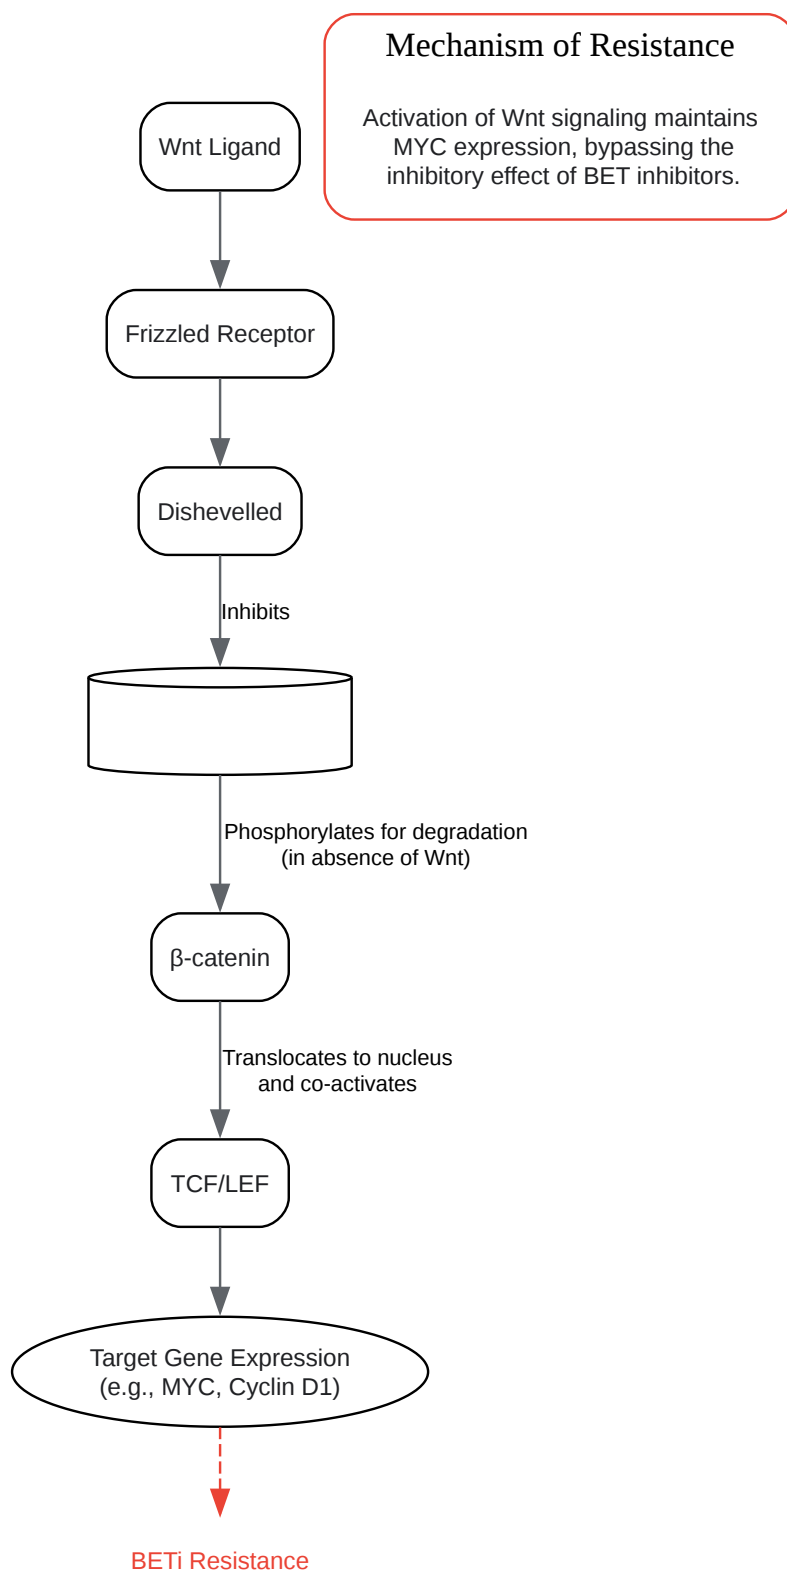 Mechanism of Resistance
Activation of Wnt signaling maintains
MYC expression, bypassing the
inhibitory effect of BET inhibitors.
Wnt Ligand
Frizzled Receptor
Dishevelled
Inhibits
Phosphorylates for degradation
(in absence of Wnt)
β-catenin
Translocates to nucleus
and co-activates
TCF/LEF
Target Gene Expression
(e.g., MYC, Cyclin D1)
BETi Resistance